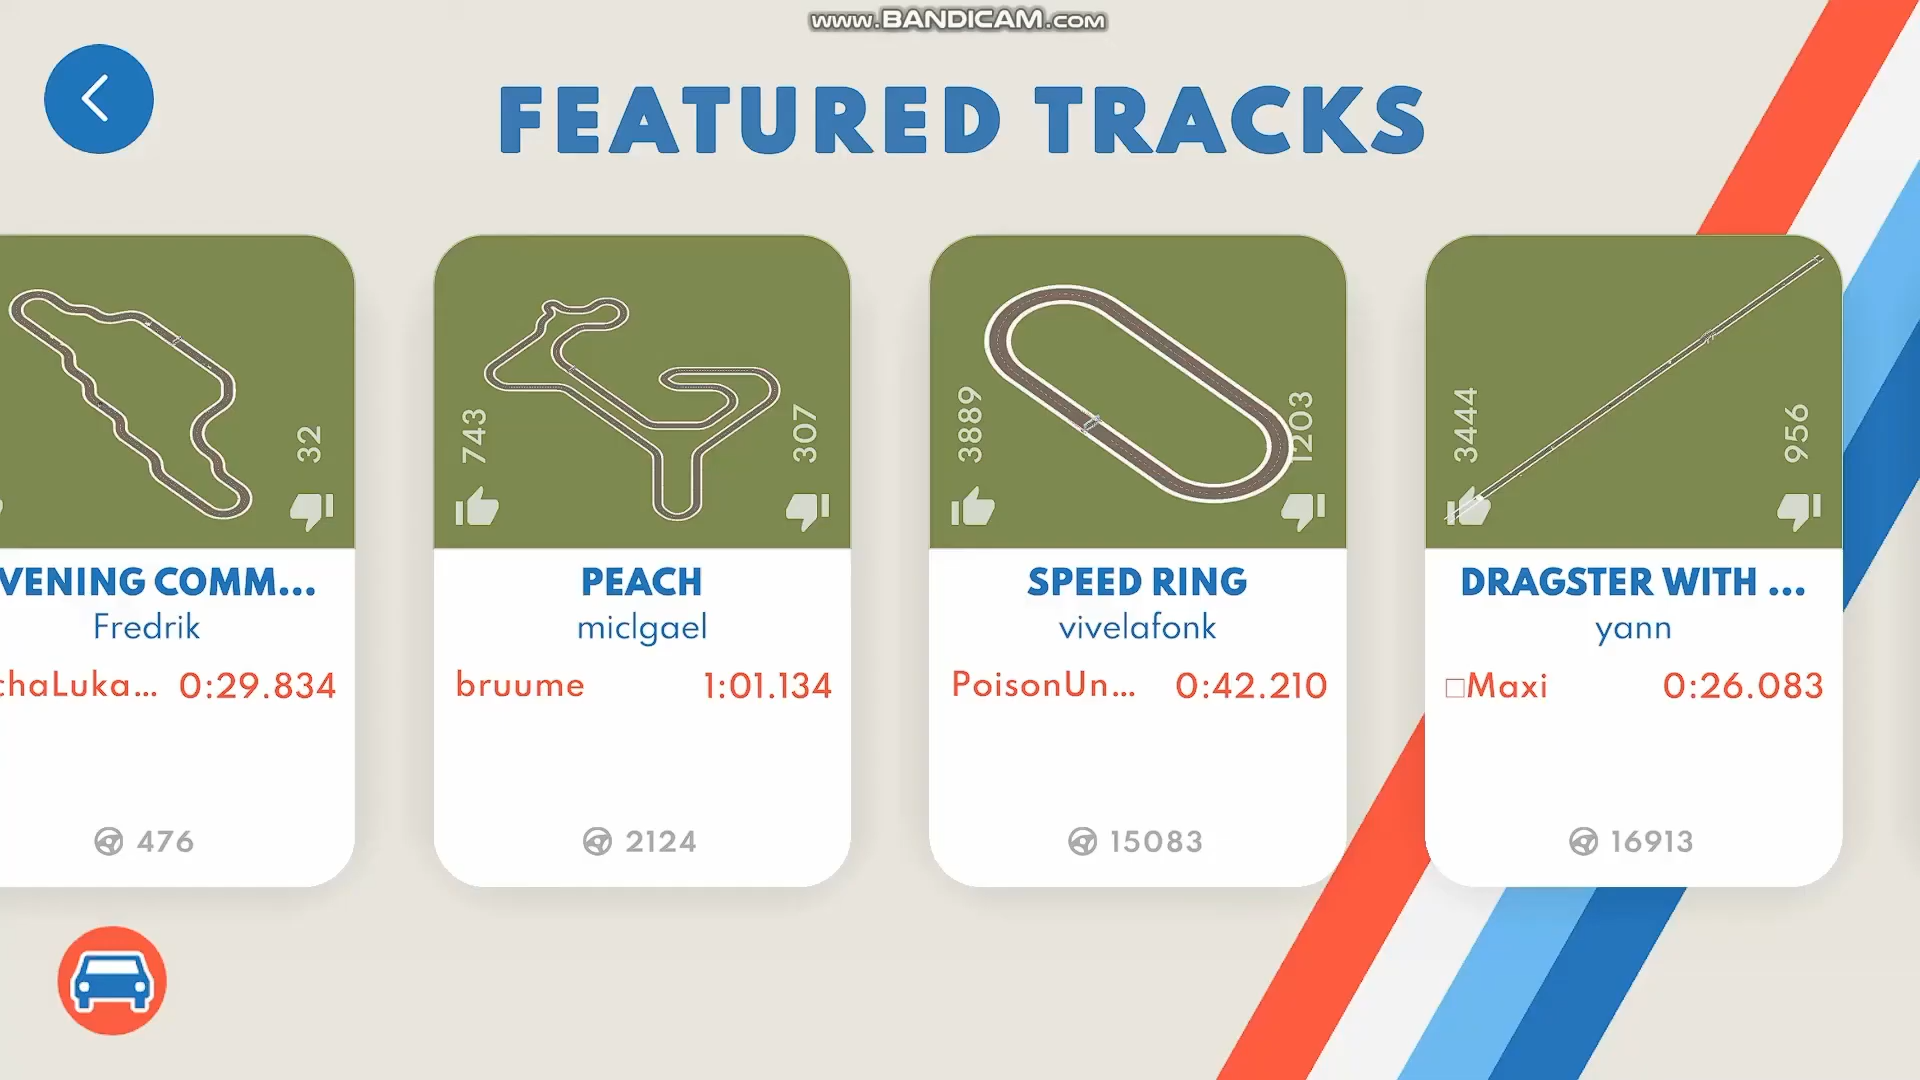 www.BANDICAM.com
FEATURED TRACKS
32
VENING COMM...
Fredrik
chaLuka... 0:29.834
476
743
307
PEACH
miclgael
bruume 1:01.134
2124
3889
1203
SPEED RING
vivelafonk
PoisonUn... 0:42.210
15083
3444
956
DRAGSTER WITH ...
yann
□Maxi 0:26.083
16913